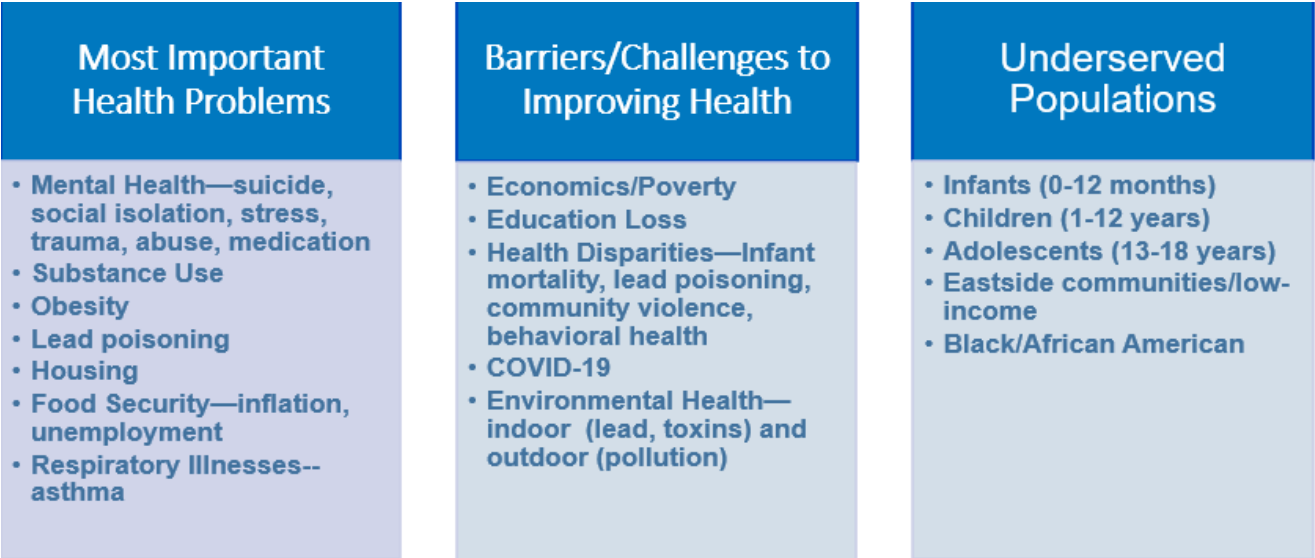 Most Important
Health Problems
• Mental Health—suicide,
social isolation, stress,
trauma, abuse, medication
• Substance Use
• Obesity
• Lead poisoning
• Housing
• Food Security—inflation,
unemployment
• Respiratory Illnesses--
asthma
Barriers/Challenges to
Improving Health
• Economics/Poverty
• Education Loss
• Health Disparities—Infant
mortality, lead poisoning,
community violence,
behavioral health
• COVID-19
• Environmental Health—
indoor (lead, toxins) and
outdoor (pollution)
Underserved
Populations
• Infants (0-12 months)
• Children (1-12 years)
• Adolescents (13-18 years)
• Eastside communities/low-
income
• Black/African American